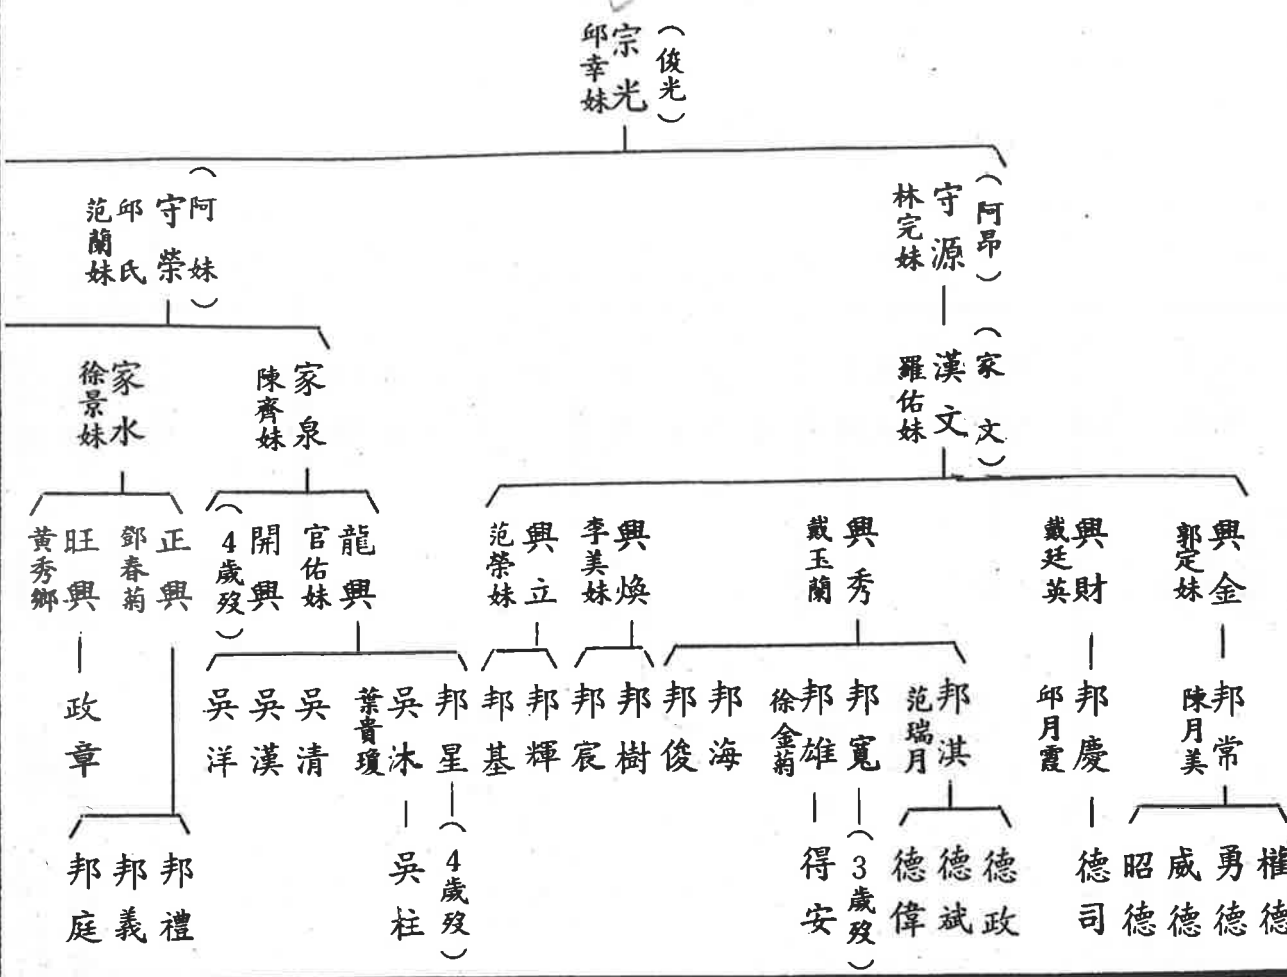 （俊光）
宗光
邱幸妹
（阿昂）
守源
林完妹
（阿妹）
守榮
邱氏
范蘭妹
（家文）
漢文
羅佑妹
家泉
陳齊妹
家水
徐景妹
興金
郭定妹
興財
戴廷英
興秀
戴玉蘭
興煥
李美妹
興立
范榮妹
龍興
官佑妹
開興
（4歲歿）
正興
鄧春菊
旺興
黃秀鄉
邦常
陳月美
邦慶
邱月霞
邦淇
范瑞月
邦寬
邦雄
徐金菊
邦海
邦俊
邦樹
邦宸
邦輝
邦基
邦星
吳沐
葉貴瓊
吳清
吳漢
吳洋
政章
權德
勇德
威德
昭德
德司
德政
德斌
德偉
（3歲歿）
得安
（4歲歿）
吳柱
邦禮
邦義
邦庭